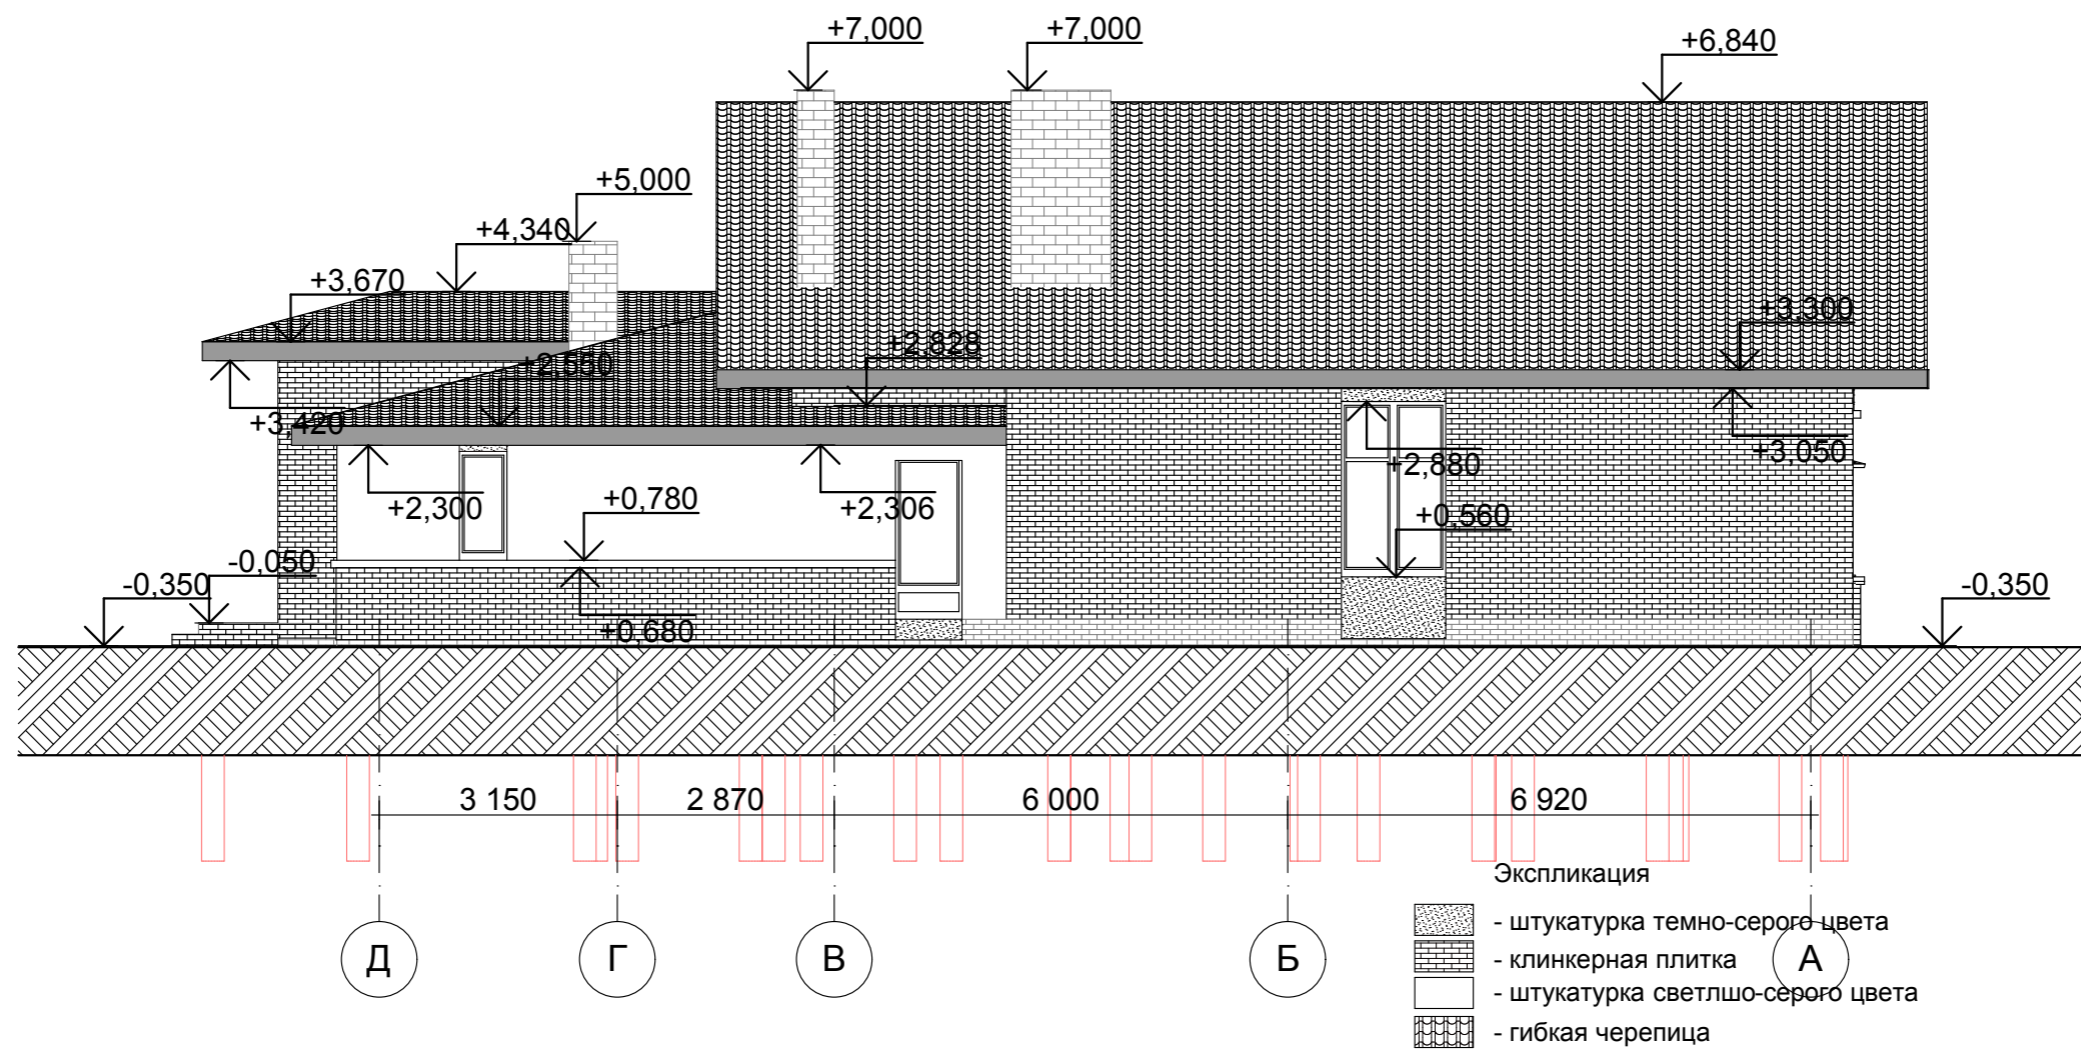 +7,000
+7,000
+6,840
+5,000
+4,340
+3,670
+3,300
+2,828
+2,550
+3,420
+3,050
+2,880
+2,300
+0,780
+2,306
+0,560
-0,050
-0,350
-0,350
+0,680
3 150
2 870
6 000
6 920
Экспликация
- штукатурка темно-серого цвета
Д
Г
В
Б
А
- клинкерная плитка
- штукатурка светлшо-серого цвета
- гибкая черепица